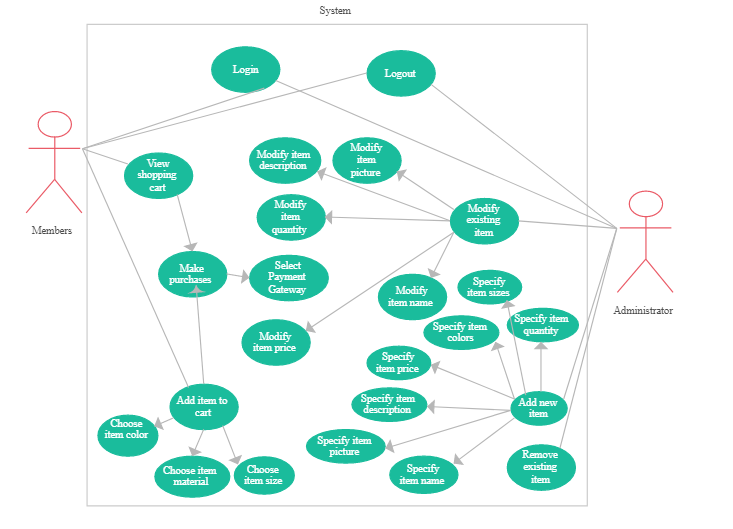 System
Login
Logout
View
shopping
cart
Modify item
description
Modify
item
picture
Modify
item
quantity
Modify
existing
item
Members
Make
purchases
Select
Payment
Gateway
Modify
item name
Specify
item sizes
Administrator
Modify
item price
Specify item
colors
Specify item
quantity
Specify
item price
Add item to
cart
Specify item
description
Add new
item
Choose
item color
Specify item
picture
Choose item
material
Choose
item size
Specify
item name
Remove
existing
item